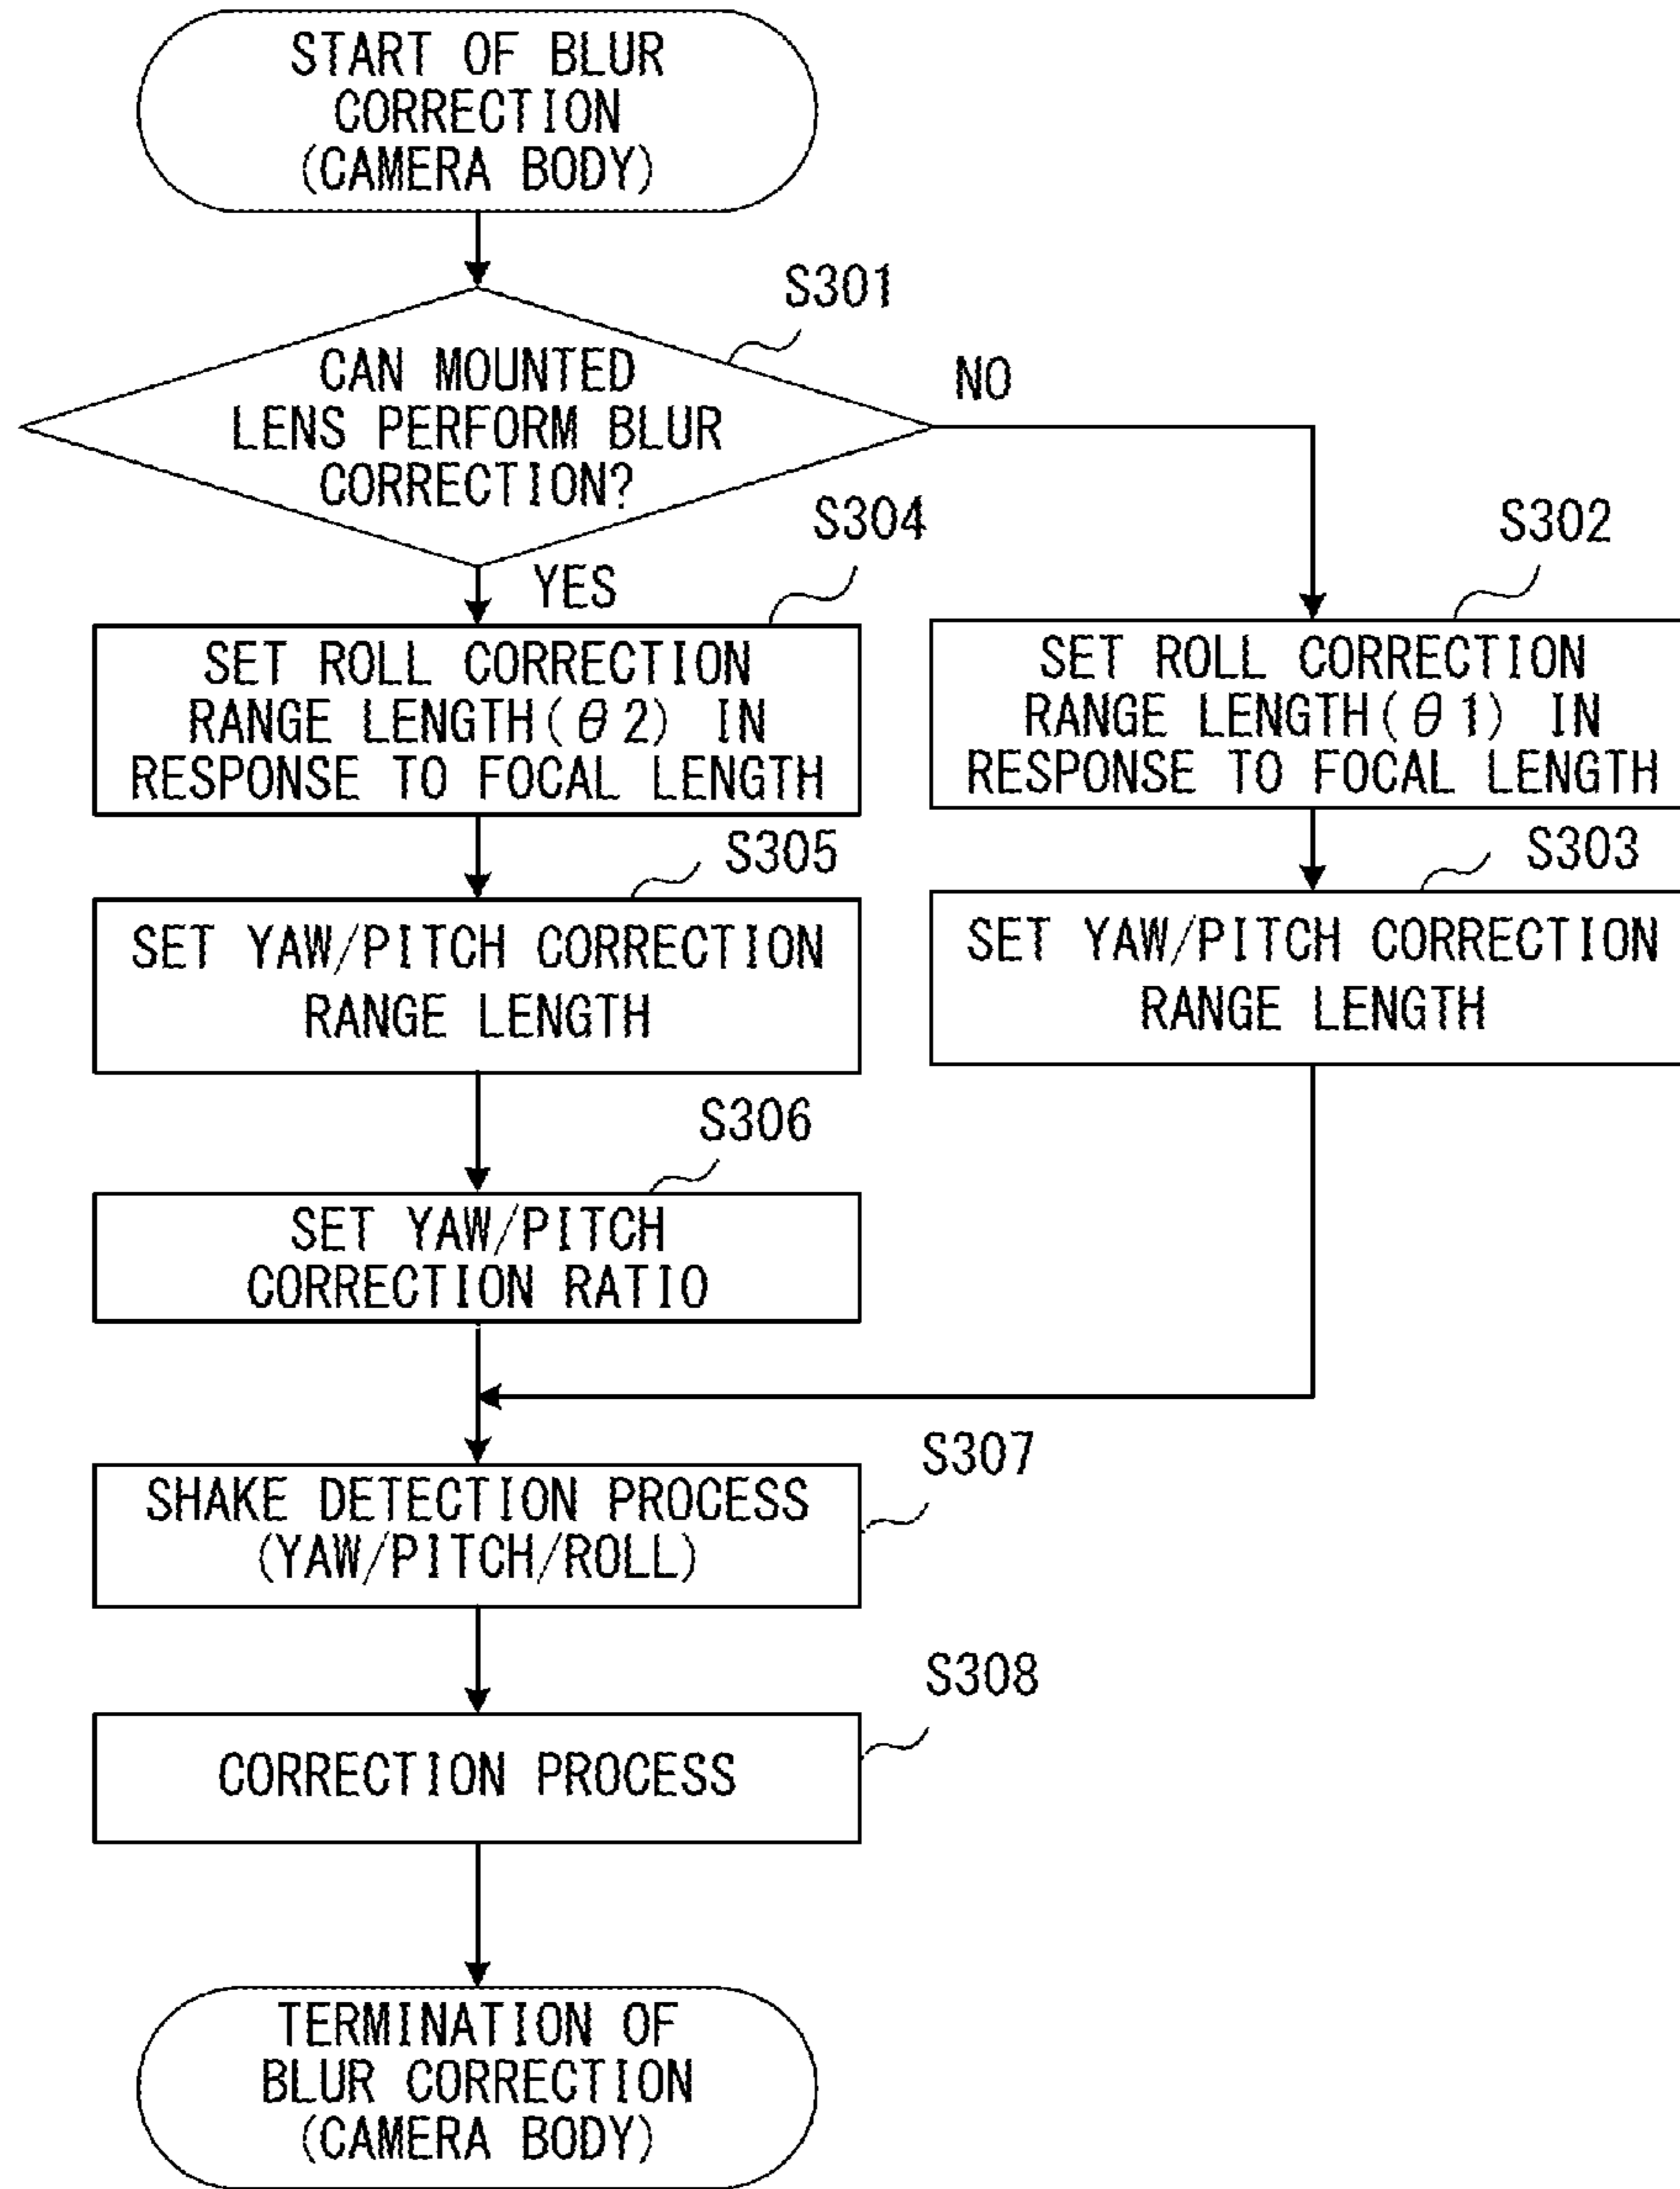 START OF BLUR
CORRECTION
(CAMERA BODY)
S301
CAN MOUNTED
LENS PERFORM BLUR
CORRECTION?
NO
YES
S304
SET ROLL CORRECTION
RANGE LENGTH(θ2) IN
RESPONSE TO FOCAL LENGTH
S302
SET ROLL CORRECTION
RANGE LENGTH(θ1) IN
RESPONSE TO FOCAL LENGTH
S305
SET YAW/PITCH CORRECTION
RANGE LENGTH
S303
SET YAW/PITCH CORRECTION
RANGE LENGTH
S306
SET YAW/PITCH
CORRECTION RATIO
S307
SHAKE DETECTION PROCESS
(YAW/PITCH/ROLL)
S308
CORRECTION PROCESS
TERMINATION OF
BLUR CORRECTION
(CAMERA BODY)